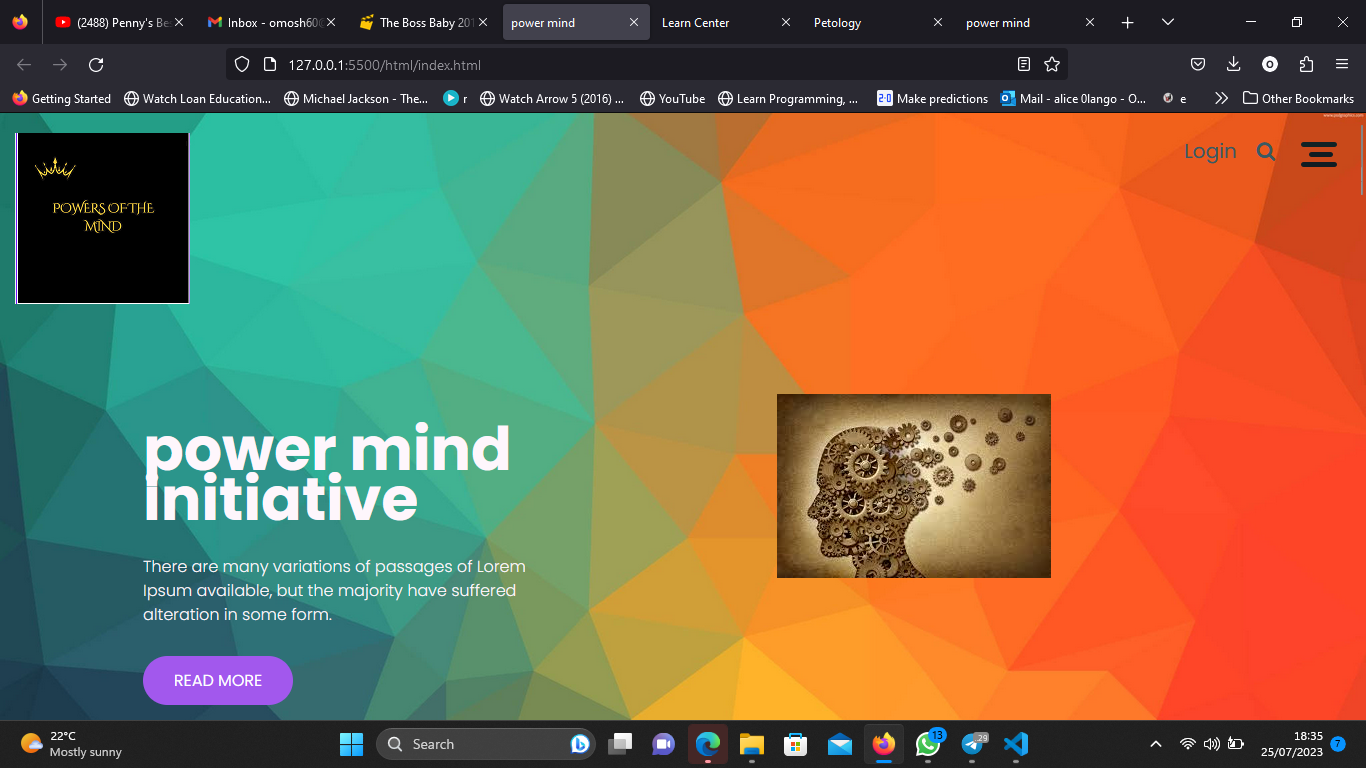 (2488) Penny's Be
Inbox - omosh60
The Boss Baby 201
power mind
Learn Center
Petology
power mind
127.0.0.1:5500/html/index.html
Getting Started
Watch Loan Education...
Michael Jackson - The...
r
Watch Arrow 5 (2016) ...
YouTube
Learn Programming, ...
2-0
Make predictions
Mail - alice 0lango - O...
e
Other Bookmarks
POWERS OF THE
MIND
Login
power mind
initiative
There are many variations of passages of Lorem
Ipsum available, but the majority have suffered
alteration in some form.
READ MORE
22°C
Mostly sunny
Search
13
29
18:35
25/07/2023
7